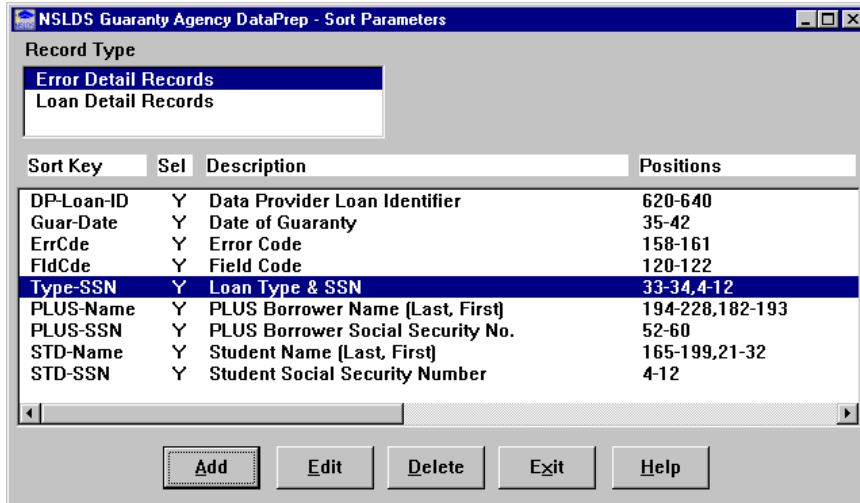 NSLDS Guaranty Agency DataPrep - Sort Parameters
Record Type
Error Detail Records
Loan Detail Records
Sort Key Sel Description Positions
DP-Loan-ID Y Data Provider Loan Identifier 620-640
Guar-Date Y Date of Guaranty 35-42
ErrCde Y Error Code 158-161
FldCde Y Field Code 120-122
Type-SSN Y Loan Type & SSN 33-34,4-12
PLUS-Name Y PLUS Borrower Name (Last, First) 194-228,182-193
PLUS-SSN Y PLUS Borrower Social Security No. 52-60
STD-Name Y Student Name (Last, First) 165-199,21-32
STD-SSN Y Student Social Security Number 4-12
Add Edit Delete Exit Help